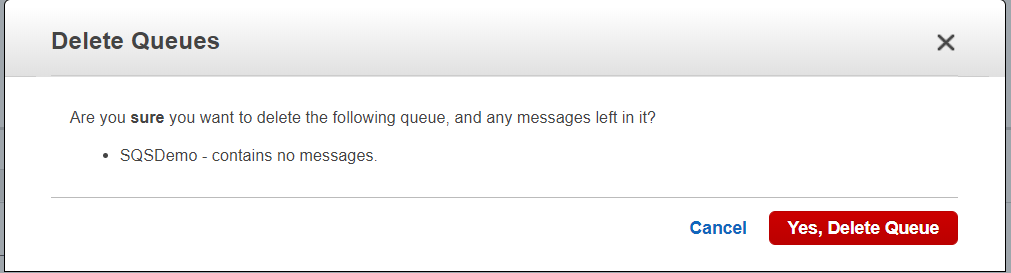 Delete Queues
Are you sure you want to delete the following queue, and any messages left in it?
• SQSDemo - contains no messages.
Cancel
Yes, Delete Queue